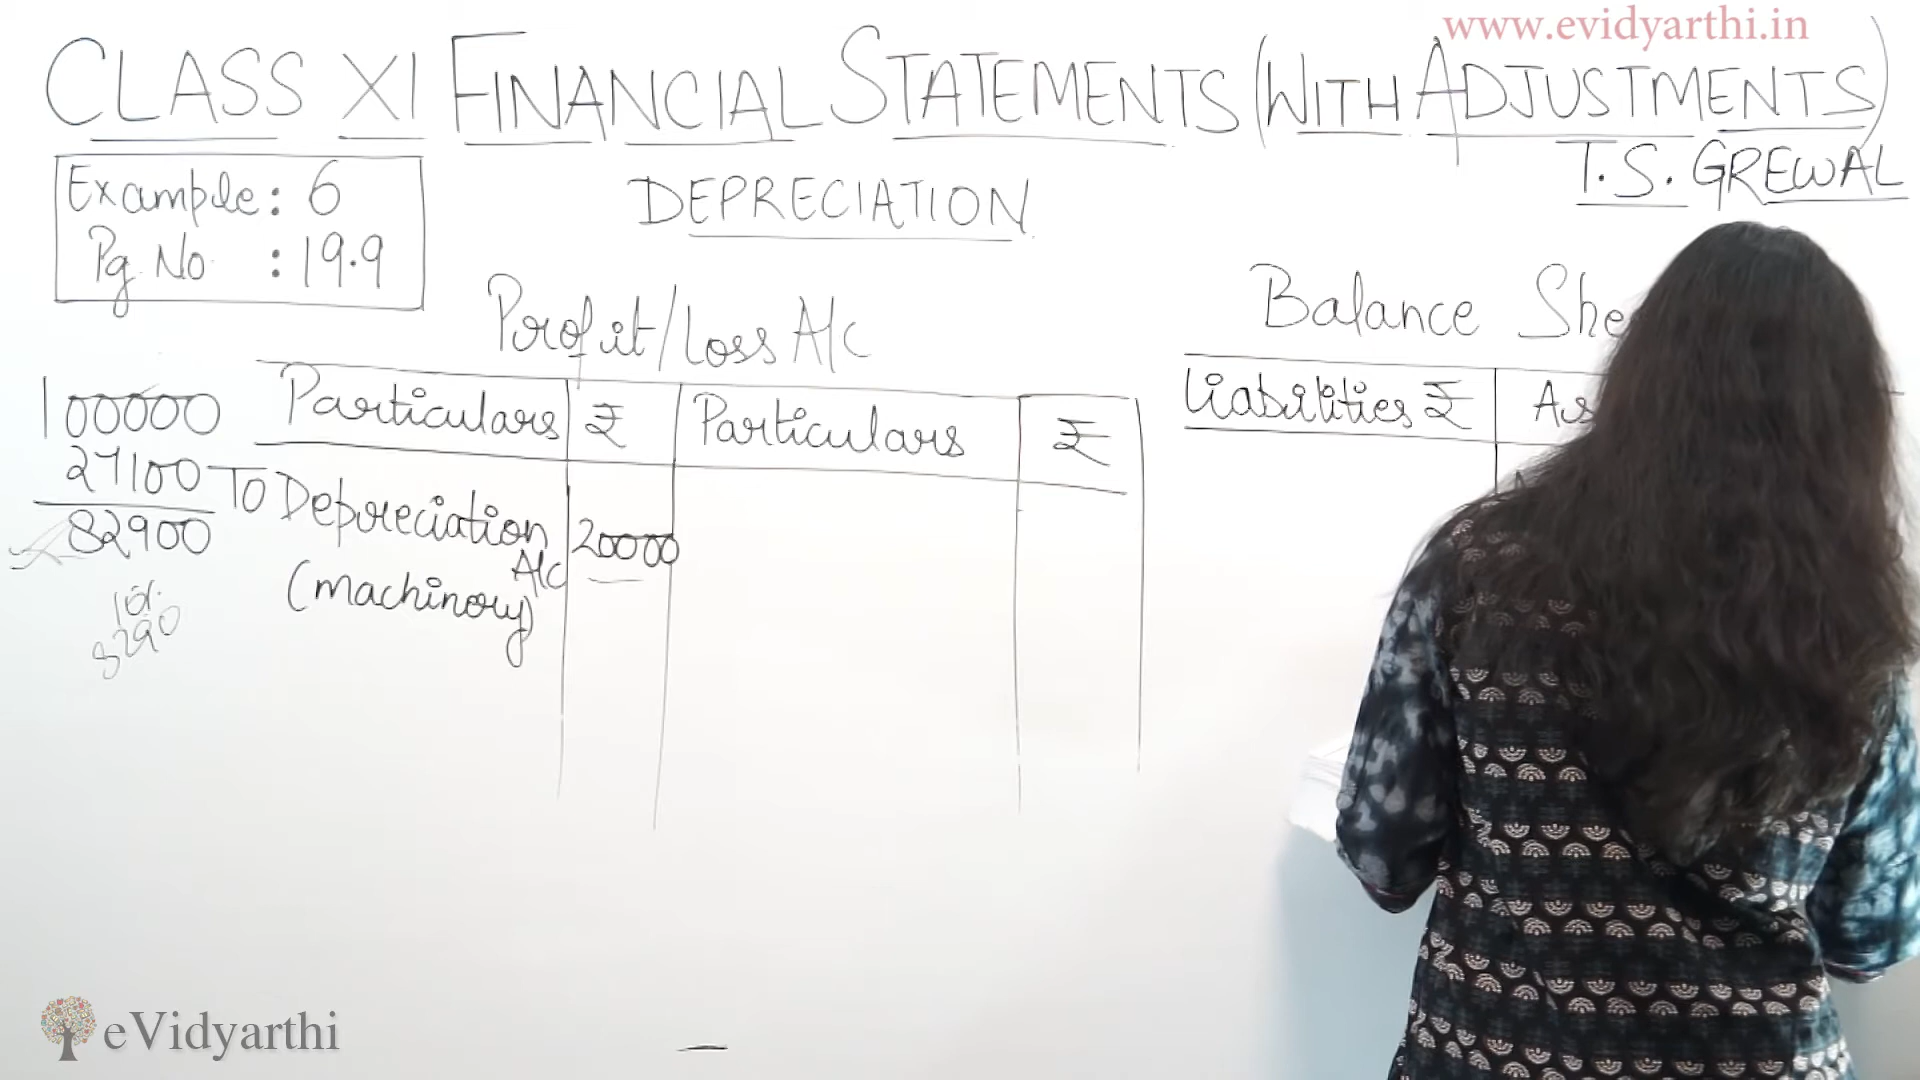 www.evidyarthi.in
CLASS XI FINANCIAL STATEMENTS (WITH ADJUSTMENTS)
T.S. GREWAL
Example : 6
Pg. No. : 19.9
DEPRECIATION
Profit/Loss A/c
Particulars ₹ Particulars ₹
To Depreciation A/c 20000
(machinery)
100000
27100
82900
10%
8290
Balance She
Liabilities ₹ As
eVidyarthi